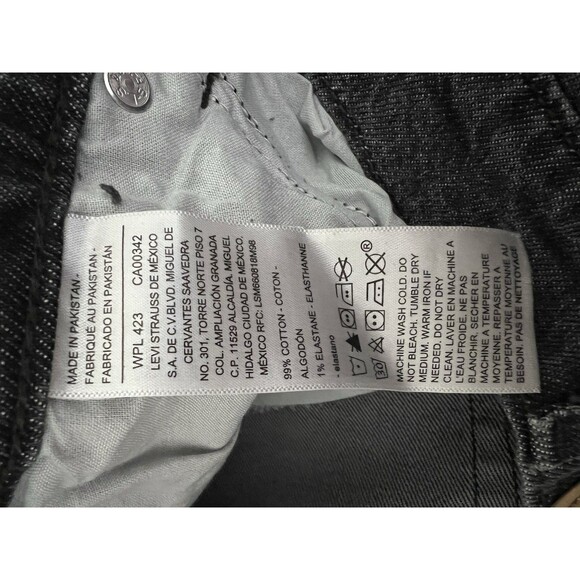 MADE IN PAKISTAN -
FABRIQUÉ AU PAKISTAN -
FABRICADO EN PAKISTÁN
WPL 423 CA00342
LEVI STRAUSS DE MÉXICO
S.A. DE C.V.BLVD. MIGUEL DE
CERVANTES SAAVEDRA
NO. 301, TORRE NORTE PISO 7
COL. AMPLIACIÓN GRANADA
C.P. 11529 ALCALDÍA. MIGUEL
HIDALGO CIUDAD DE MÉXICO.
MÉXICO RFC: LSM660818M98
99% COTTON - COTON -
ALGODÓN
1% ELASTANE - ELASTHANNE
- elastano
30
MACHINE WASH COLD. DO
NOT BLEACH. TUMBLE DRY
MEDIUM. WARM IRON IF
NEEDED. DO NOT DRY
CLEAN. LAVER EN MACHINE A
L'EAU FROIDE. NE PAS
BLANCHIR. SECHER EN
MACHINE A TEMPERATURE
MOYENNE. REPASSER A
TEMPERATURE MOYENNE AU
BESOIN. PAS DE NETTOYAGE